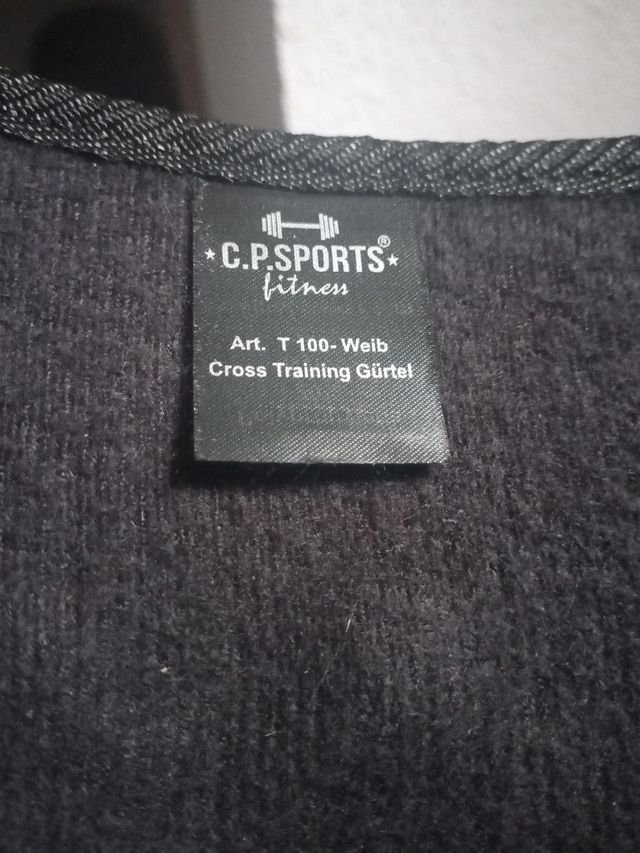 C.P.SPORTS®
fitness
Art. T 100- Weib
Cross Training Gürtel